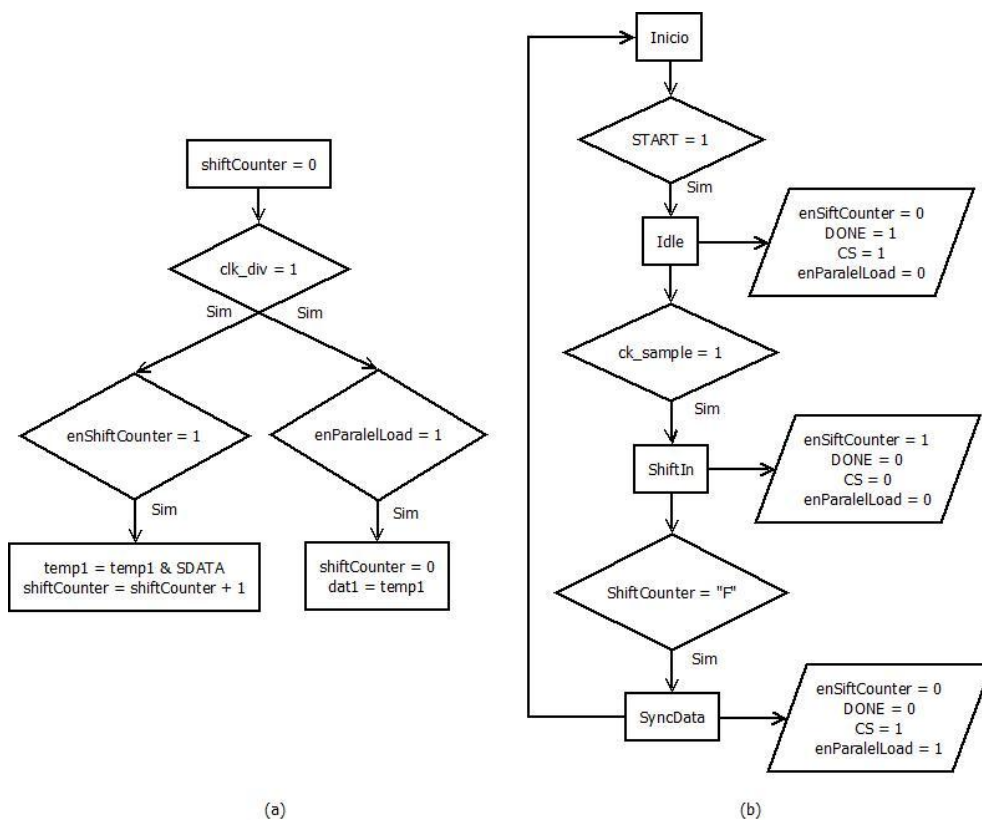 shiftCounter = 0
clk_div = 1
Sim
Sim
enShiftCounter = 1
enParalelLoad = 1
Sim
Sim
temp1 = temp1 & SDATA
shiftCounter = shiftCounter + 1
shiftCounter = 0
dat1 = temp1
(a)
Inicio
START = 1
Sim
Idle
enSiftCounter = 0
DONE = 1
CS = 1
enParalelLoad = 0
ck_sample = 1
Sim
ShiftIn
enSiftCounter = 1
DONE = 0
CS = 0
enParalelLoad = 0
ShiftCounter = "F"
Sim
SyncData
enSiftCounter = 0
DONE = 0
CS = 1
enParalelLoad = 1
(b)